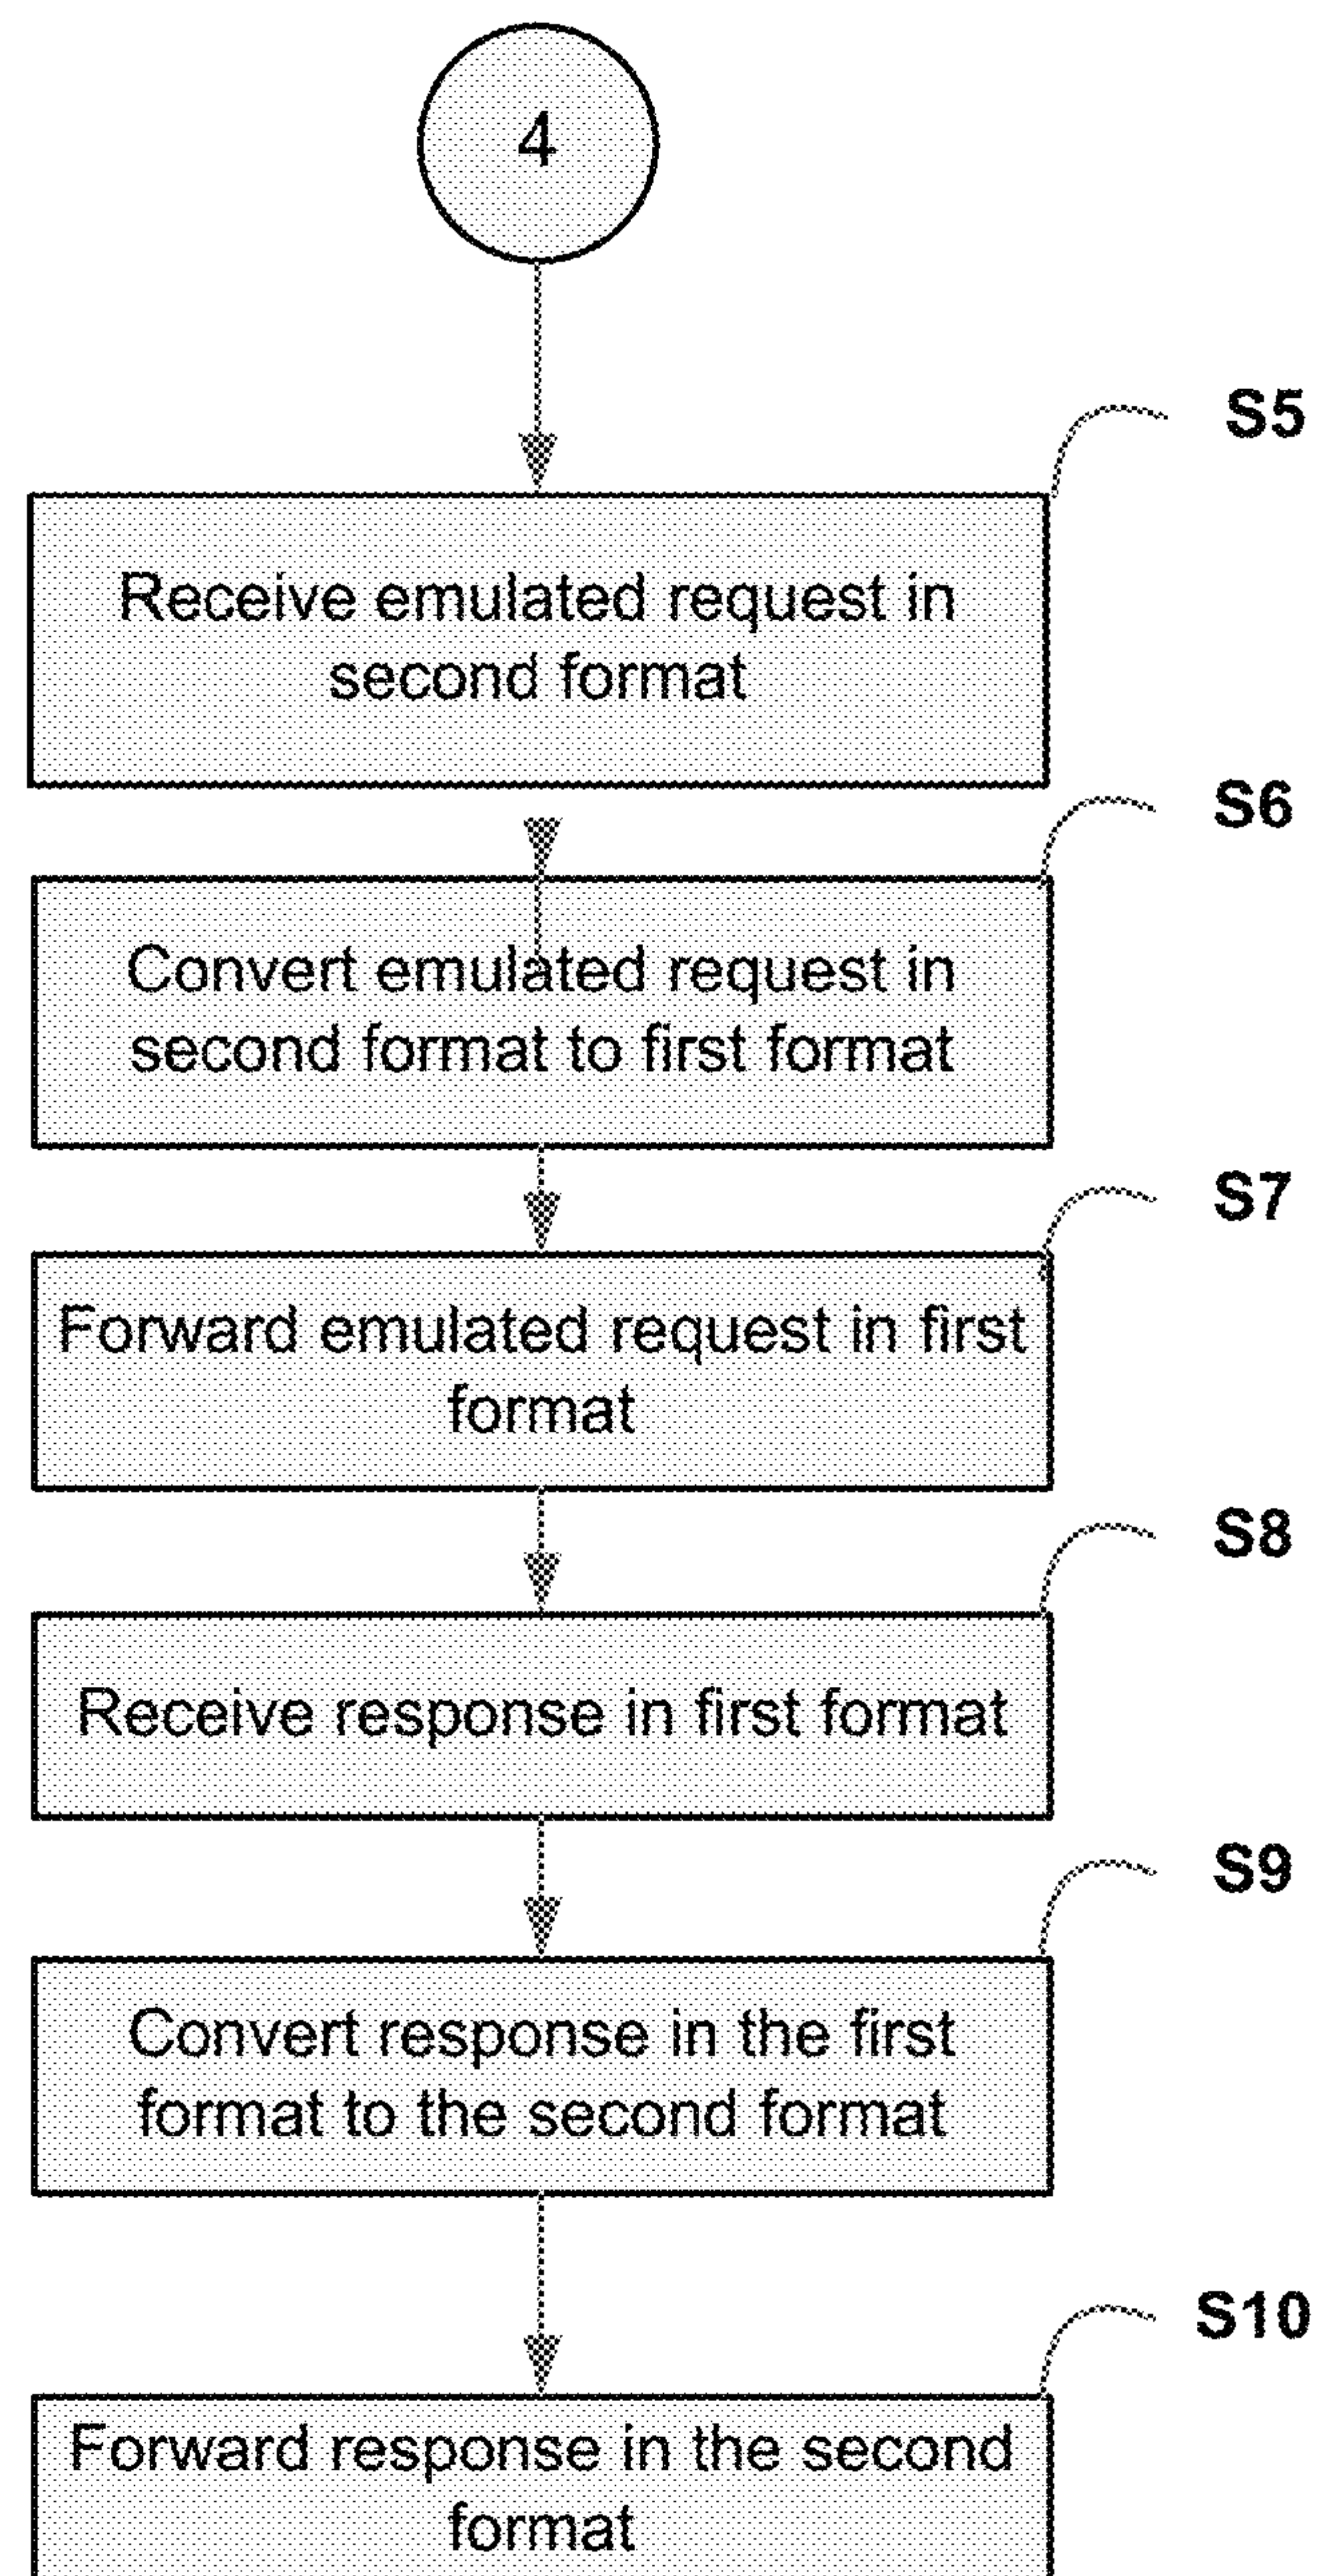 4
S5
Receive emulated request in
second format
S6
Convert emulated request in
second format to first format
S7
Forward emulated request in first
format
S8
Receive response in first format
S9
Convert response in the first
format to the second format
S10
Forward response in the second
format